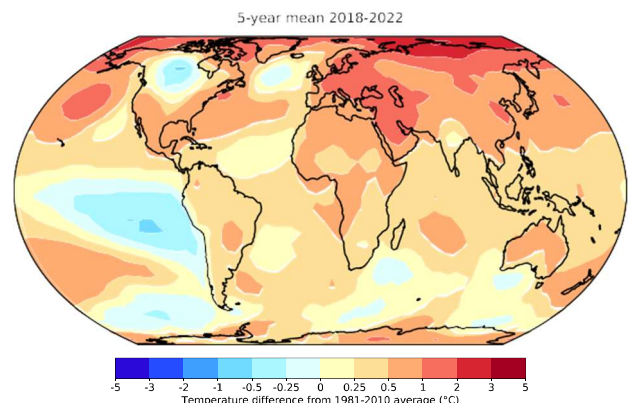 5-year mean 2018-2022
-5 -3 -2 -1 -0.5 -0.25 0 0.25 0.5 1 2 3 5
Temperature difference from 1981-2010 average (°C)